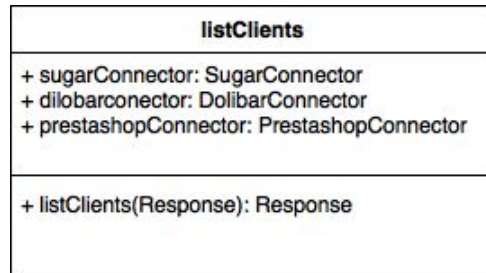 listClients
+ sugarConnector: SugarConnector
+ dilobarconector: DolibarConnector
+ prestashopConnector: PrestashopConnector
+ listClients(Response): Response